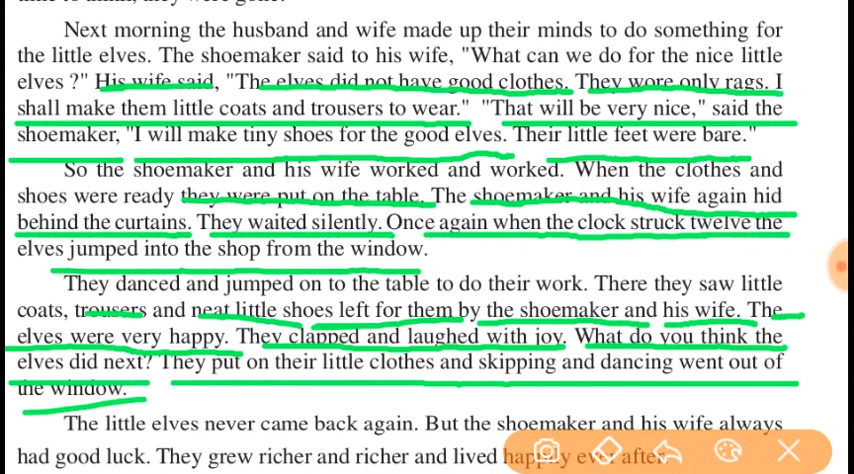 time to think, they were gone.
Next morning the husband and wife made up their minds to do something for
the little elves. The shoemaker said to his wife, "What can we do for the nice little
elves ?" His wife said, "The elves did not have good clothes. They wore only rags. I
shall make them little coats and trousers to wear." "That will be very nice," said the
shoemaker, "I will make tiny shoes for the good elves. Their little feet were bare."
So the shoemaker and his wife worked and worked. When the clothes and
shoes were ready they were put on the table. The shoemaker and his wife again hid
behind the curtains. They waited silently. Once again when the clock struck twelve the
elves jumped into the shop from the window.
They danced and jumped on to the table to do their work. There they saw little
coats, trousers and neat little shoes left for them by the shoemaker and his wife. The
elves were very happy. They clapped and laughed with joy. What do you think the
elves did next? They put on their little clothes and skipping and dancing went out of
the window.
The little elves never came back again. But the shoemaker and his wife always
had good luck. They grew richer and richer and lived happily ever after